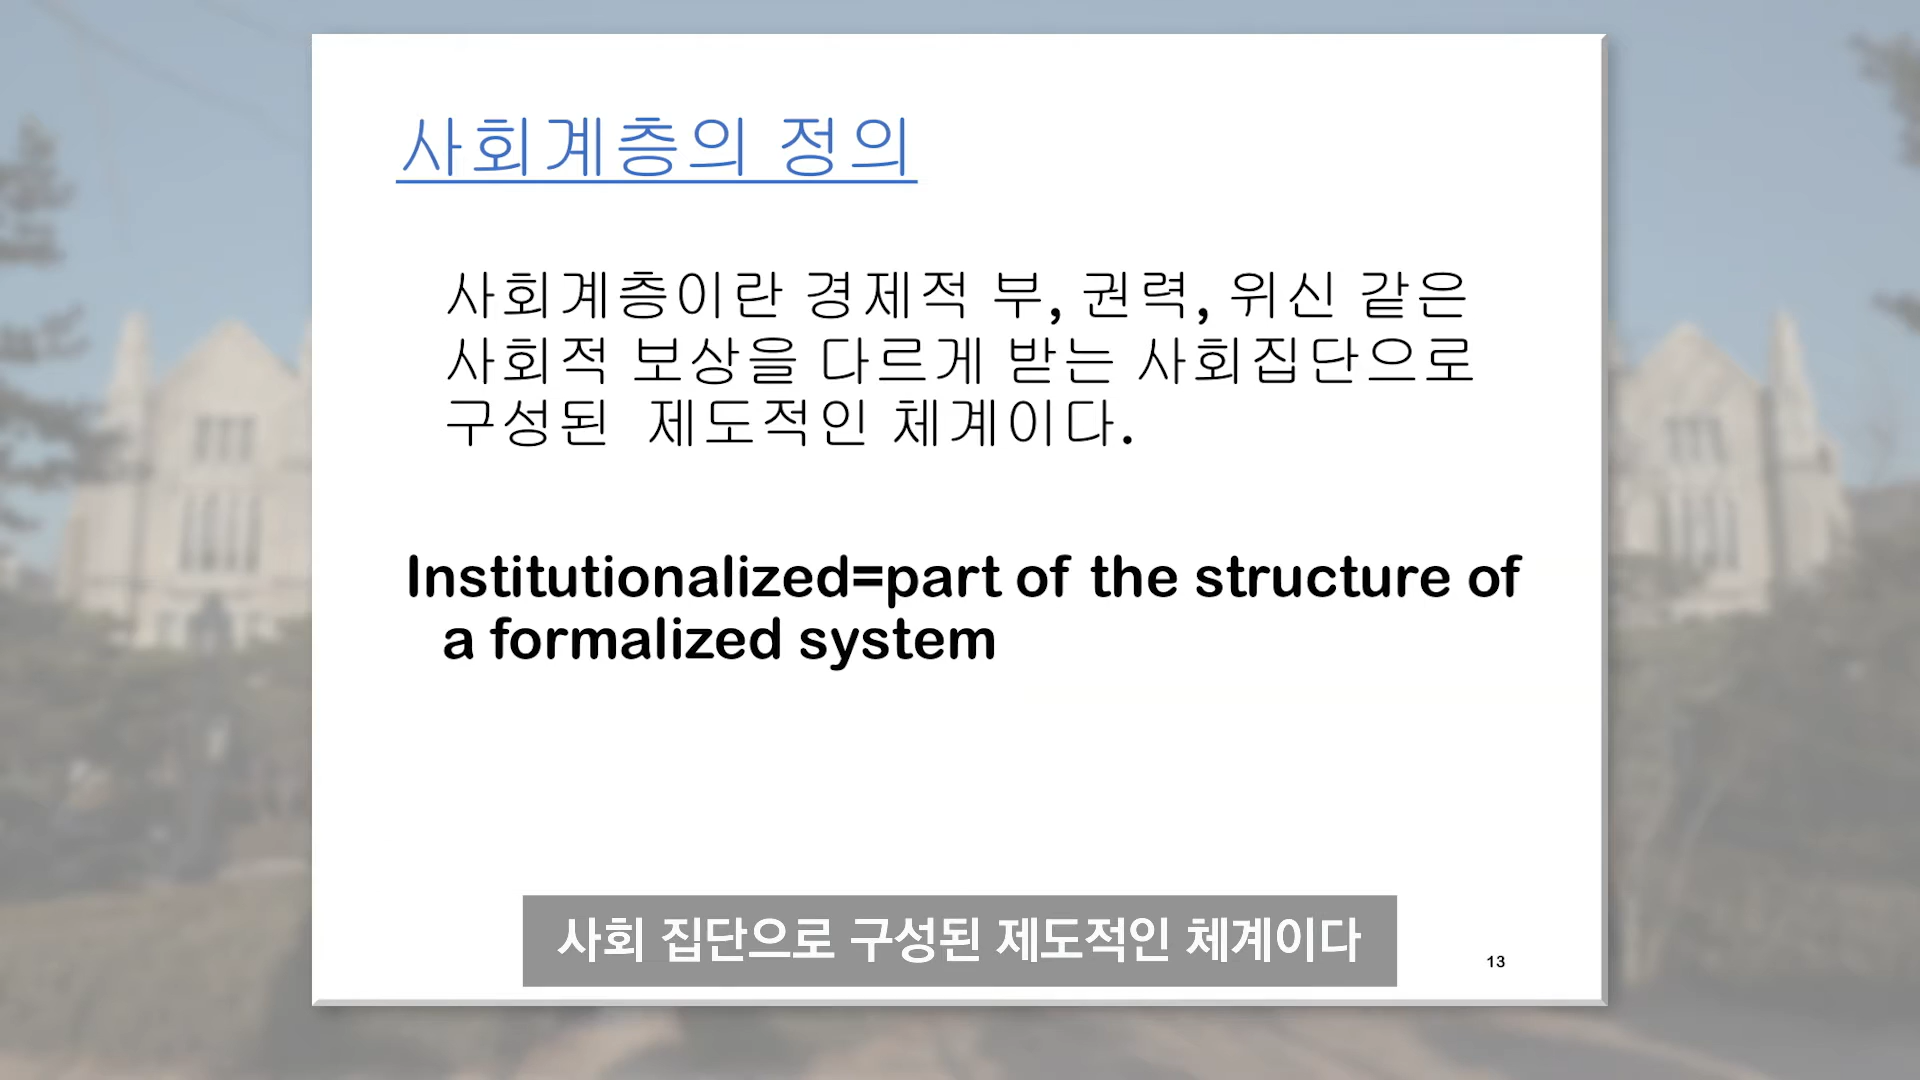 사회계층의 정의
사회계층이란 경제적 부, 권력, 위신 같은
사회적 보상을 다르게 받는 사회집단으로
구성된 제도적인 체계이다.
Institutionalized=part of the structure of
a formalized system
사회 집단으로 구성된 제도적인 체계이다
13